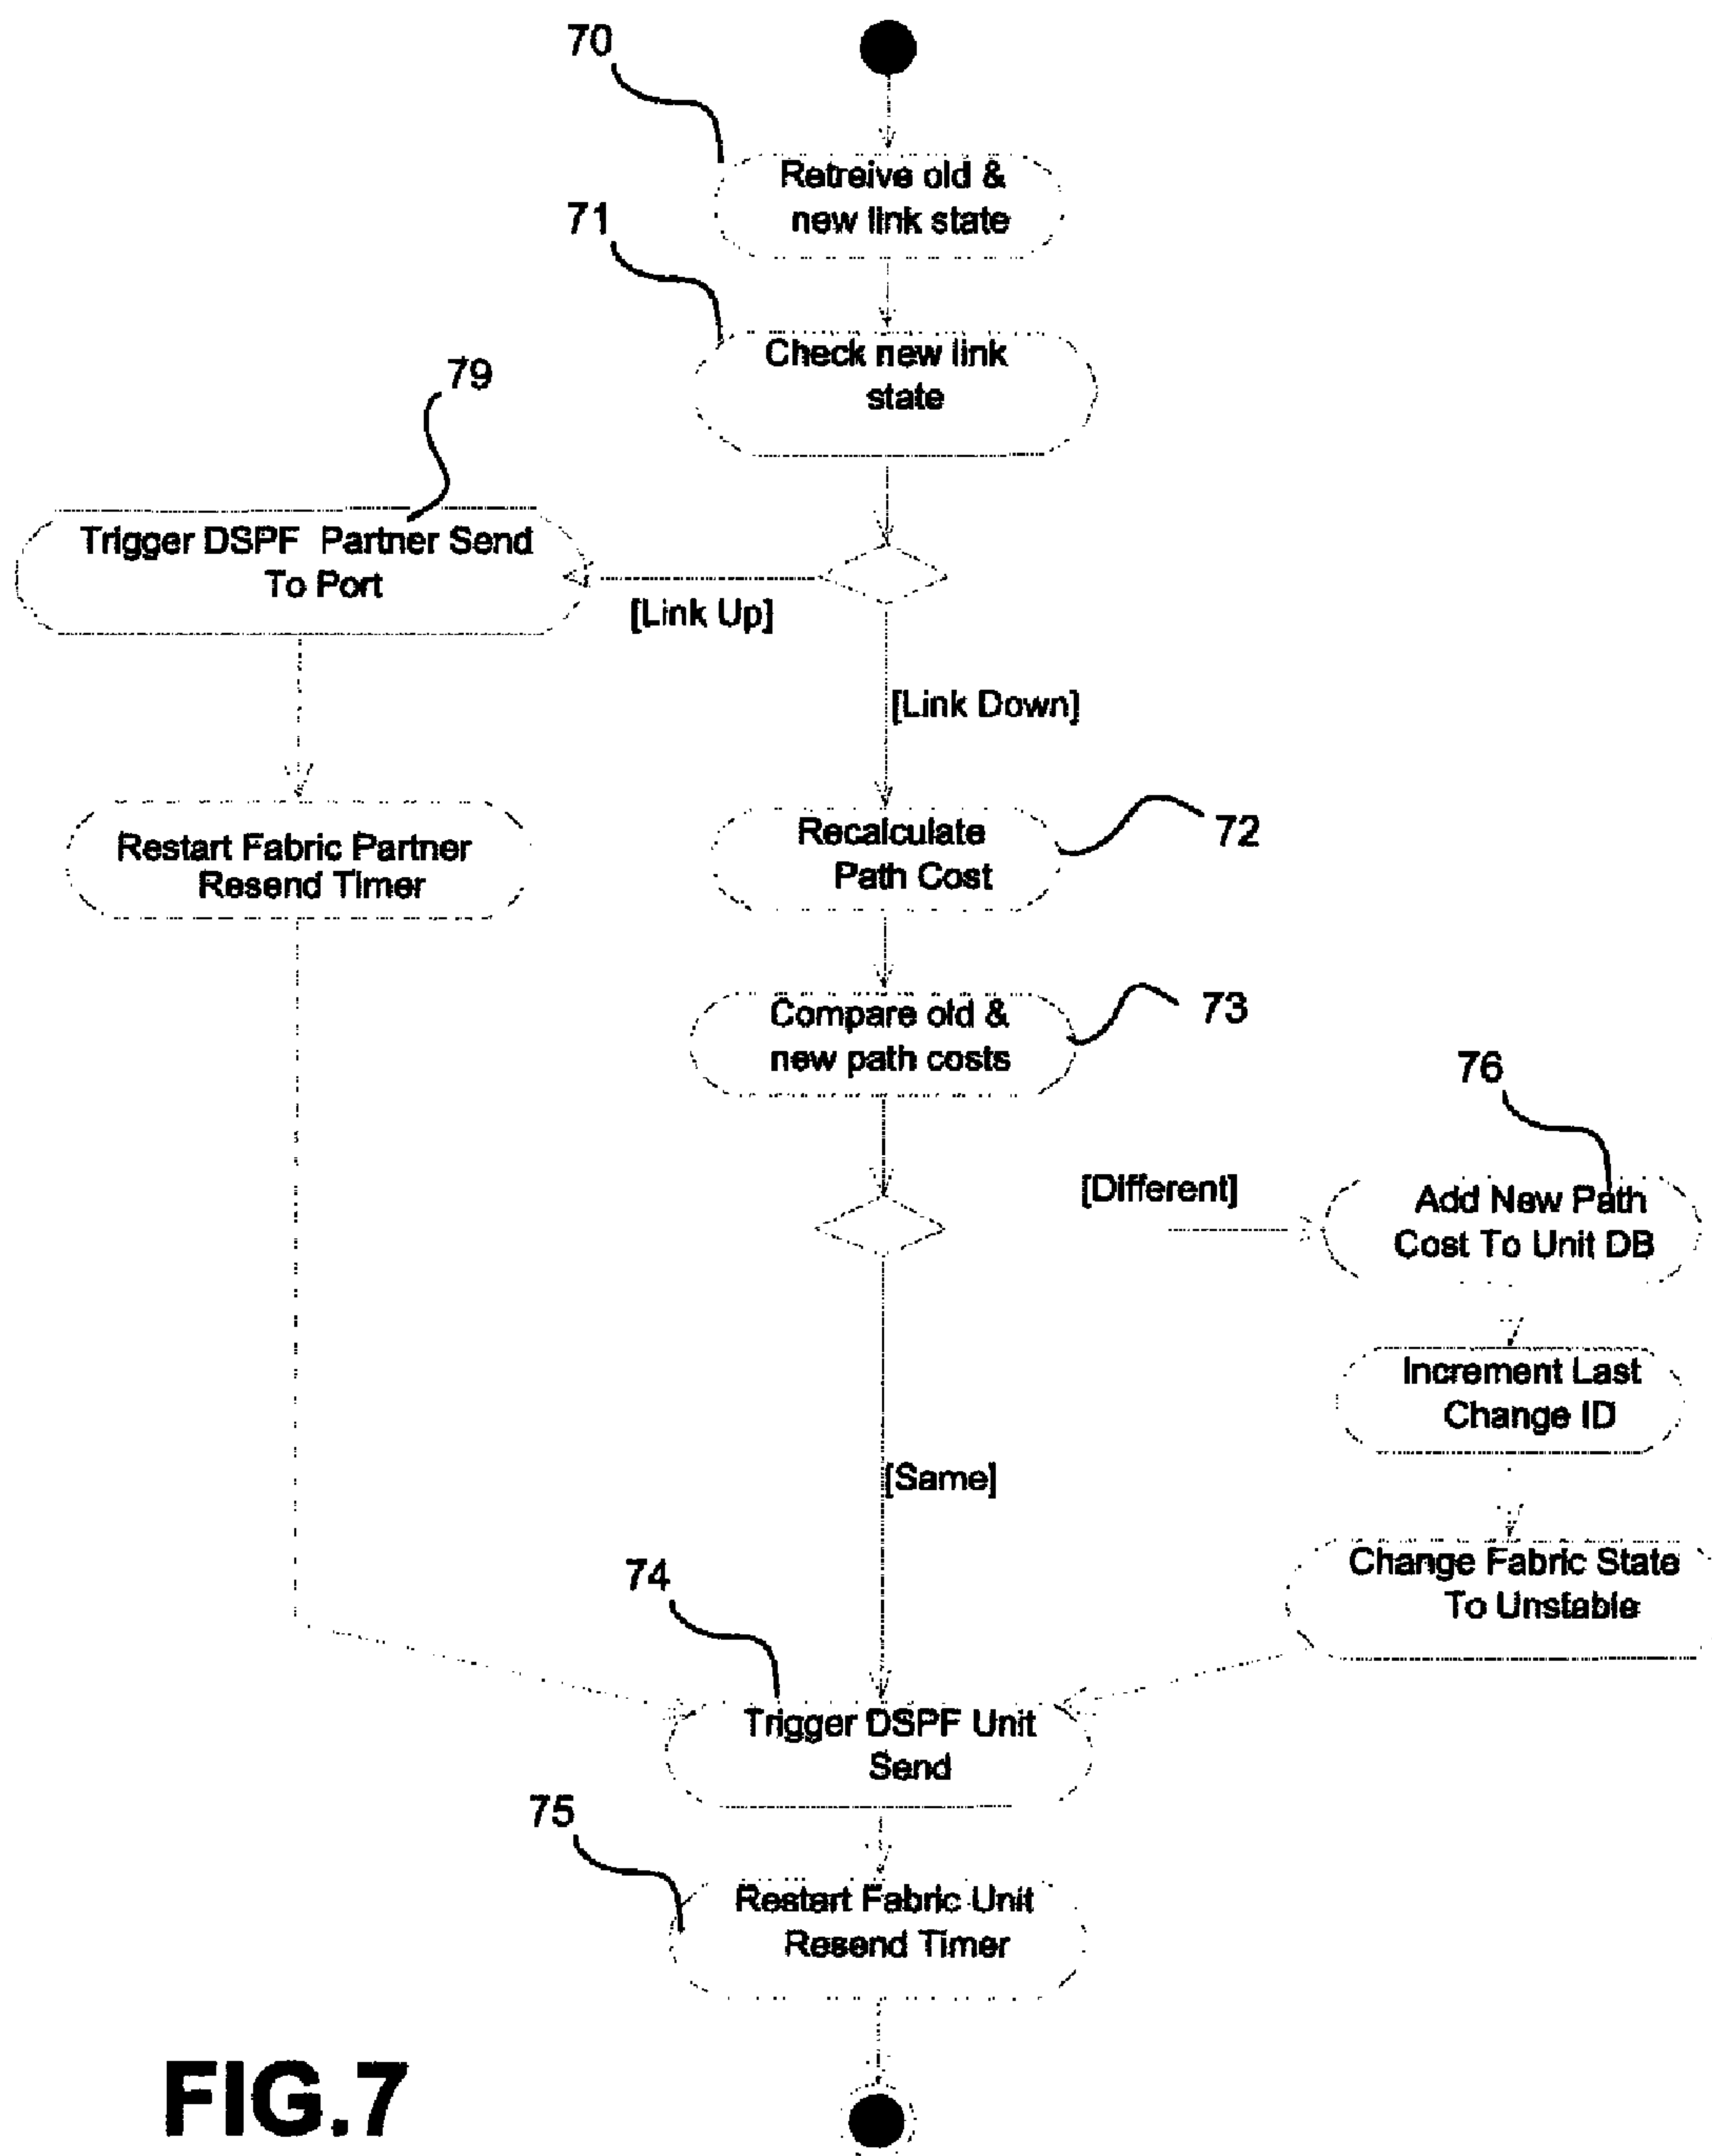 70
Retreive old &
new link state
71
Check new link
state
79
Trigger DSPF Partner Send
To Port
[Link Up]
[Link Down]
Restart Fabric Partner
Resend Timer
Recalculate
Path Cost
72
Compare old &
new path costs
73
76
[Different]
Add New Path
Cost To Unit DB
Increment Last
Change ID
[Same]
Change Fabric State
To Unstable
74
Trigger DSPF Unit
Send
75
Restart Fabric Unit
Resend Timer
FIG.7